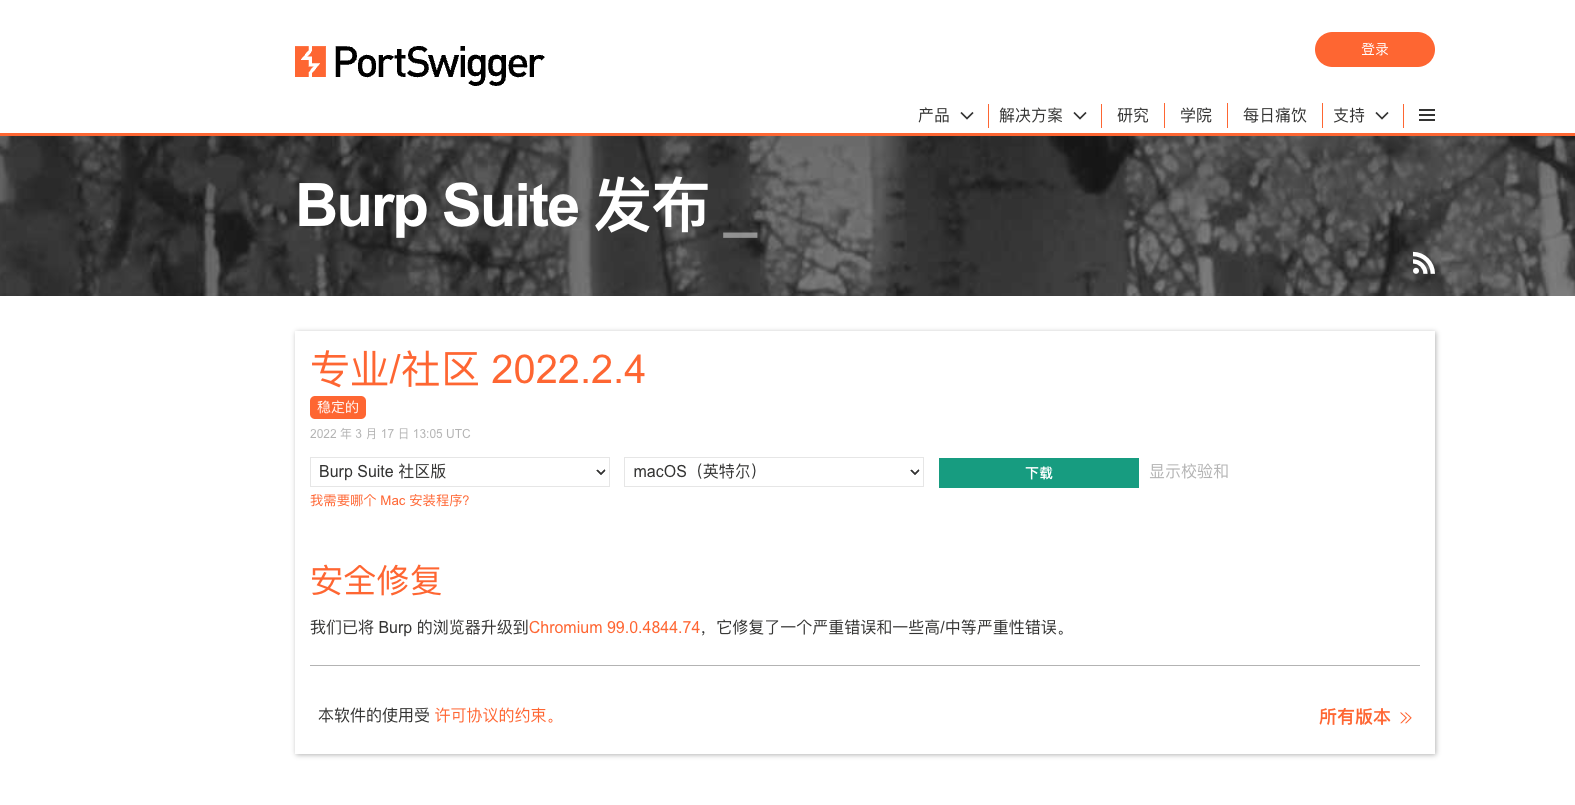 PortSwigger
登录
产品 解决方案 研究 学院 每日痛饮 支持
Burp Suite 发布 _
专业/社区 2022.2.4
稳定的
2022 年 3 月 17 日 13:05 UTC
Burp Suite 社区版 macOS（英特尔） 下载 显示校验和
我需要哪个 Mac 安装程序?
安全修复
我们已将 Burp 的浏览器升级到Chromium 99.0.4844.74，它修复了一个严重错误和一些高/中等严重性错误。
本软件的使用受 许可协议的约束。 所有版本